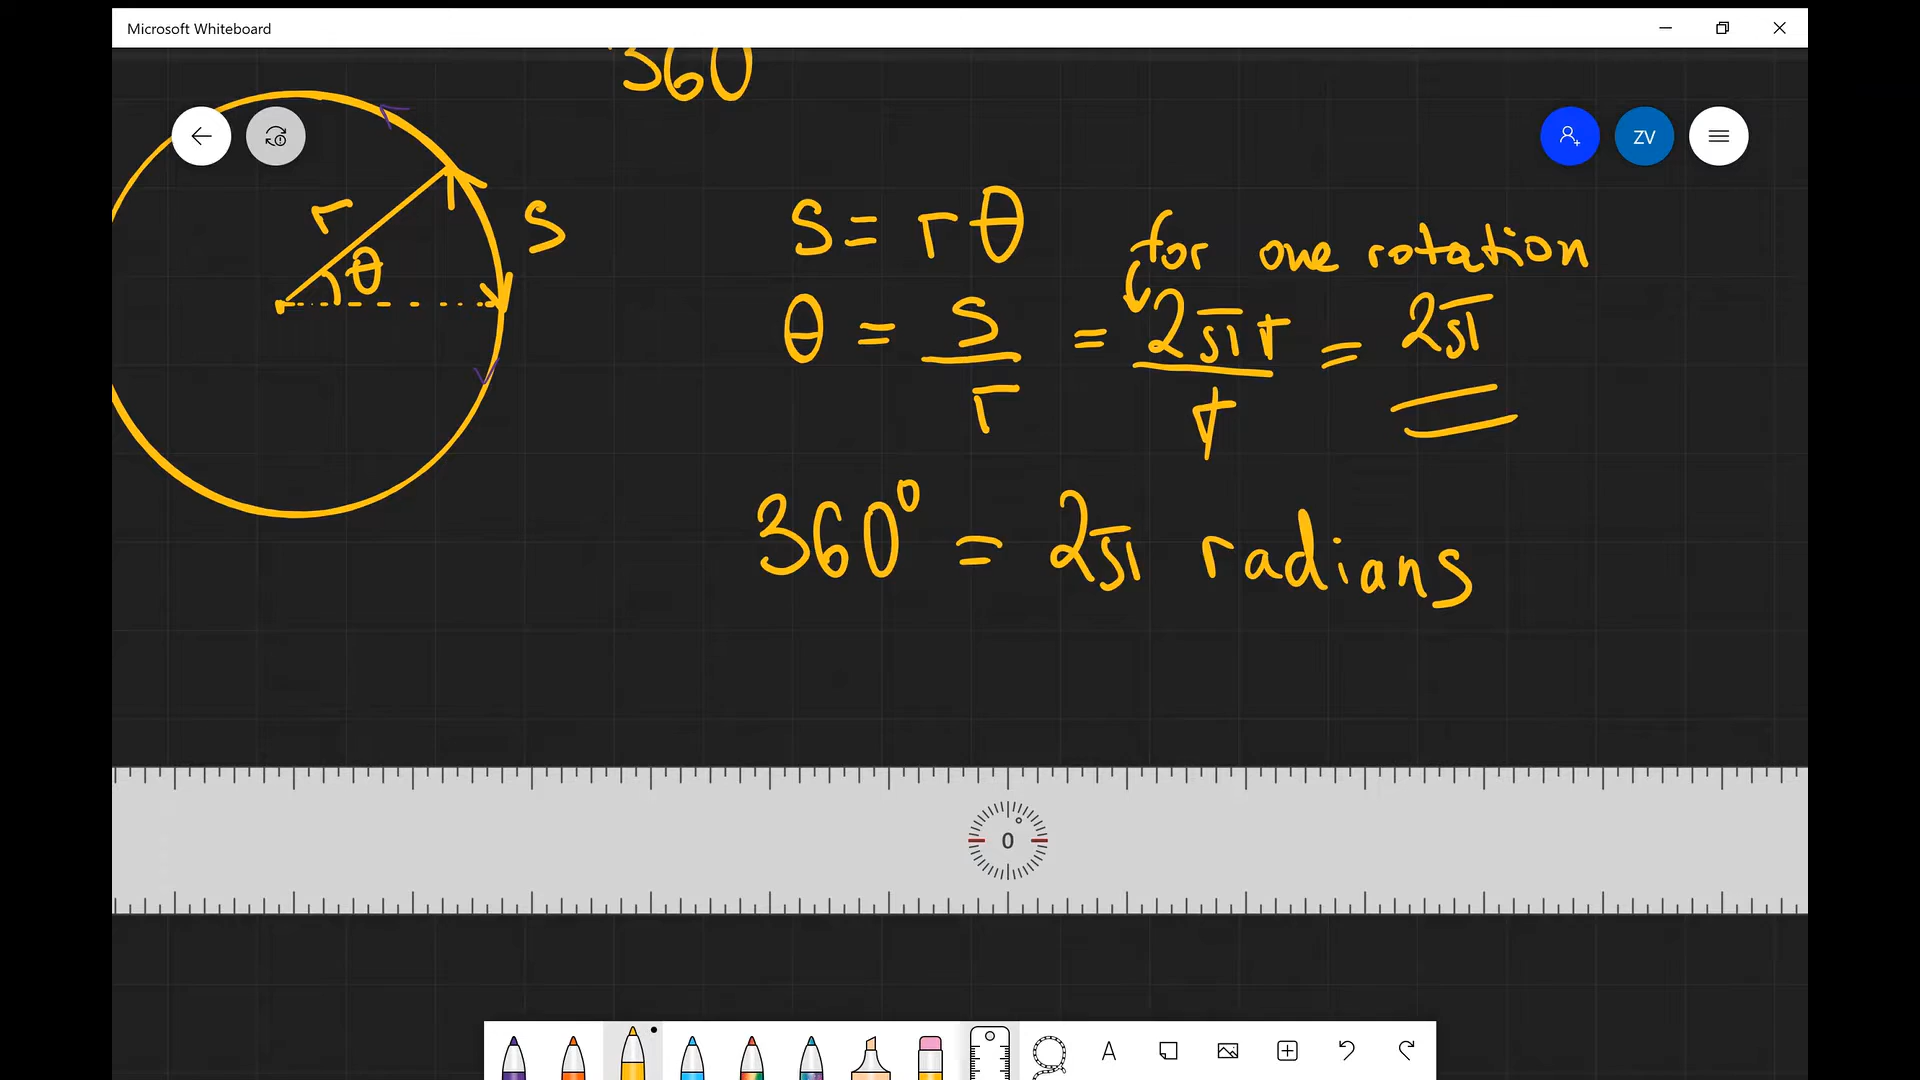 Microsoft Whiteboard
360
ZV
r
θ
s
s = rθ
for one rotation
θ = s/r = 2πr/r = 2π
360° = 2π radians
0°
A